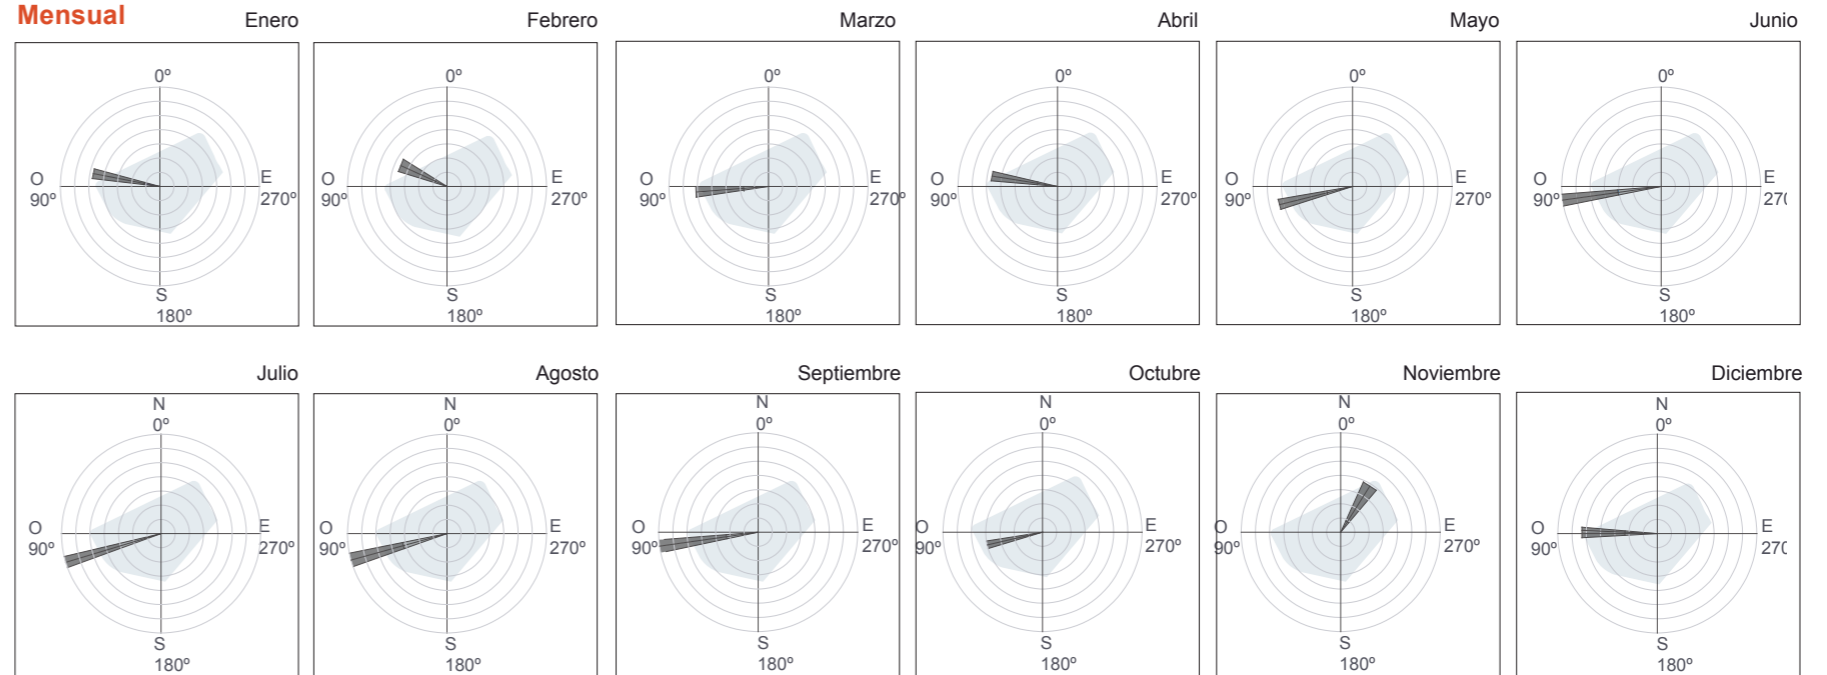 Mensual
Enero Febrero Marzo Abril Mayo Junio
0º 0º 0º 0º 0º 0º
O E O E O E O E O E O E
90º 270º 90º 270º 90º 270º 90º 270º 90º 270º 90º 27(
S S S S S S
180º 180º 180º 180º 180º 180º
Julio Agosto Septiembre Octubre Noviembre Diciembre
N N N N N N
0º 0º 0º 0º 0º 0º
O E O E O E O E O E O E
90º 270º 90º 270º 90º 270º 90º 270º 90º 270º 90º 270
S S S S S S
180º 180º 180º 180º 180º 180º